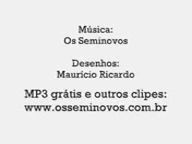 Música:
Os Seminovos
Desenhos:
Maurício Ricardo
MP3 grátis e outros clipes:
www.osseminovos.com.br